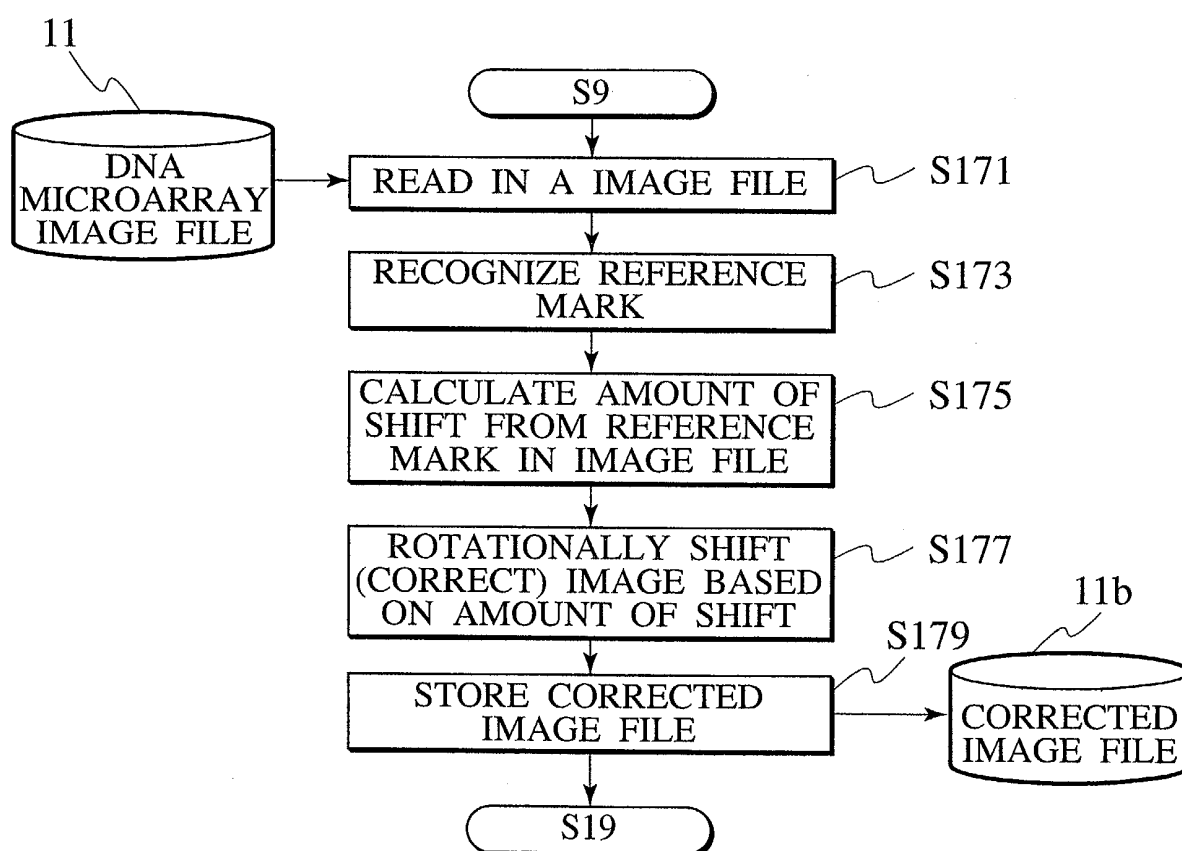 11
S9
DNA
MICROARRAY
IMAGE FILE
READ IN A IMAGE FILE
S171
RECOGNIZE REFERENCE
MARK
S173
CALCULATE AMOUNT OF
SHIFT FROM REFERENCE
MARK IN IMAGE FILE
S175
ROTATIONALLY SHIFT
(CORRECT) IMAGE BASED
ON AMOUNT OF SHIFT
S177
11b
S179
STORE CORRECTED
IMAGE FILE
CORRECTED
IMAGE FILE
S19